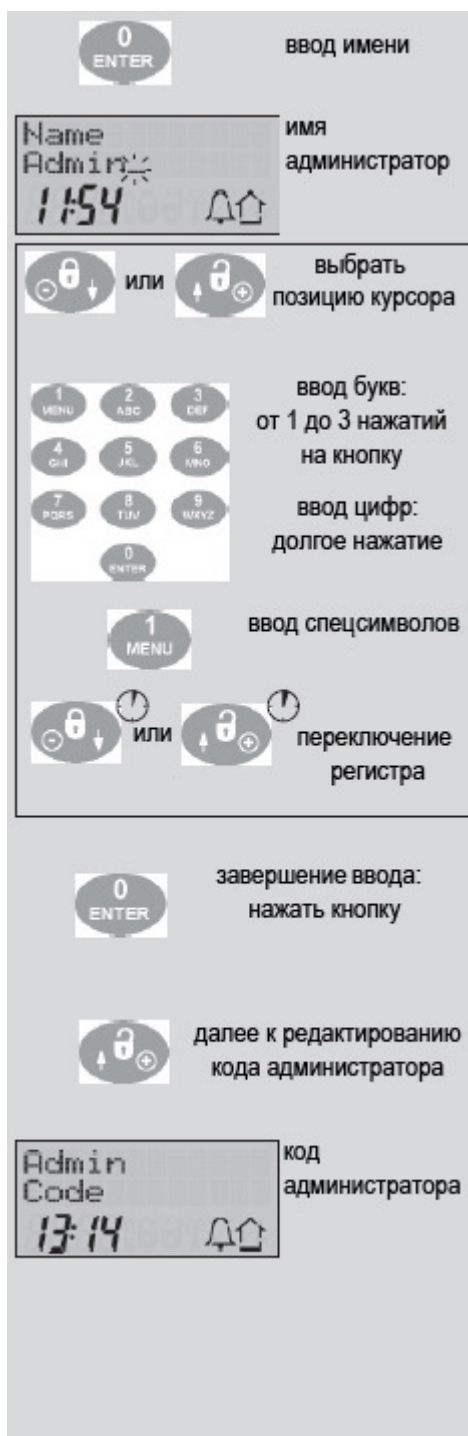 0
ENTER
ввод имени
Name
Admin
11:54
имя
администратор
или
выбрать
позицию курсора
1 2 3
MENU ABC DEF
4 5 6
GHI JKL MNO
7 8 9
PQRS TUV WXYZ
0
ENTER
ввод букв:
от 1 до 3 нажатий
на кнопку
ввод цифр:
долгое нажатие
1
MENU
ввод спецсимволов
или
переключение
регистра
0
ENTER
завершение ввода:
нажать кнопку
далее к редактированию
кода администратора
Admin
Code
13:14
код
администратора